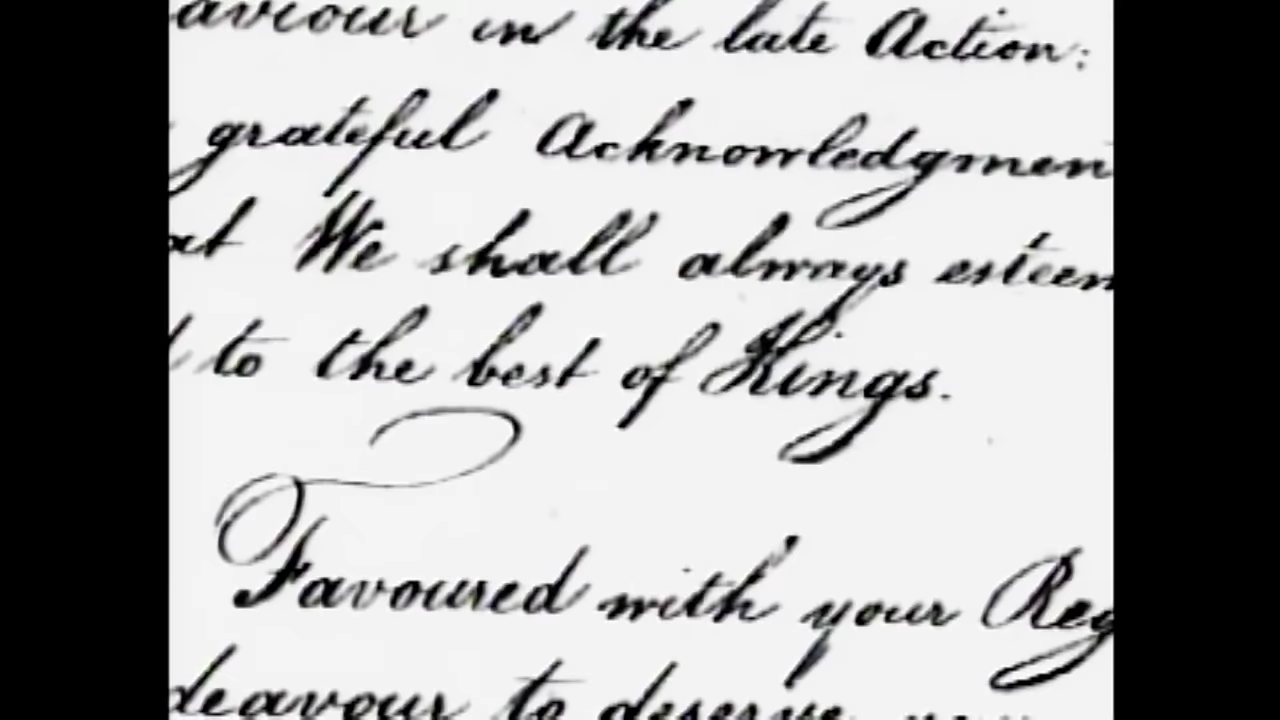 aviour in the late Action:
grateful Acknowledgmen
at We shall always esteem
to the best of Kings.
Favoured with your Reg
deavour to deserve